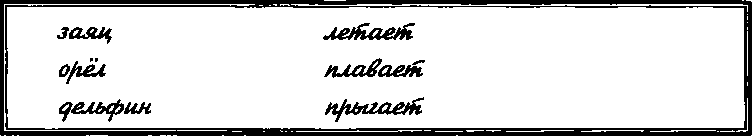 заяц летает
орёл плавает
дельфин прыгает